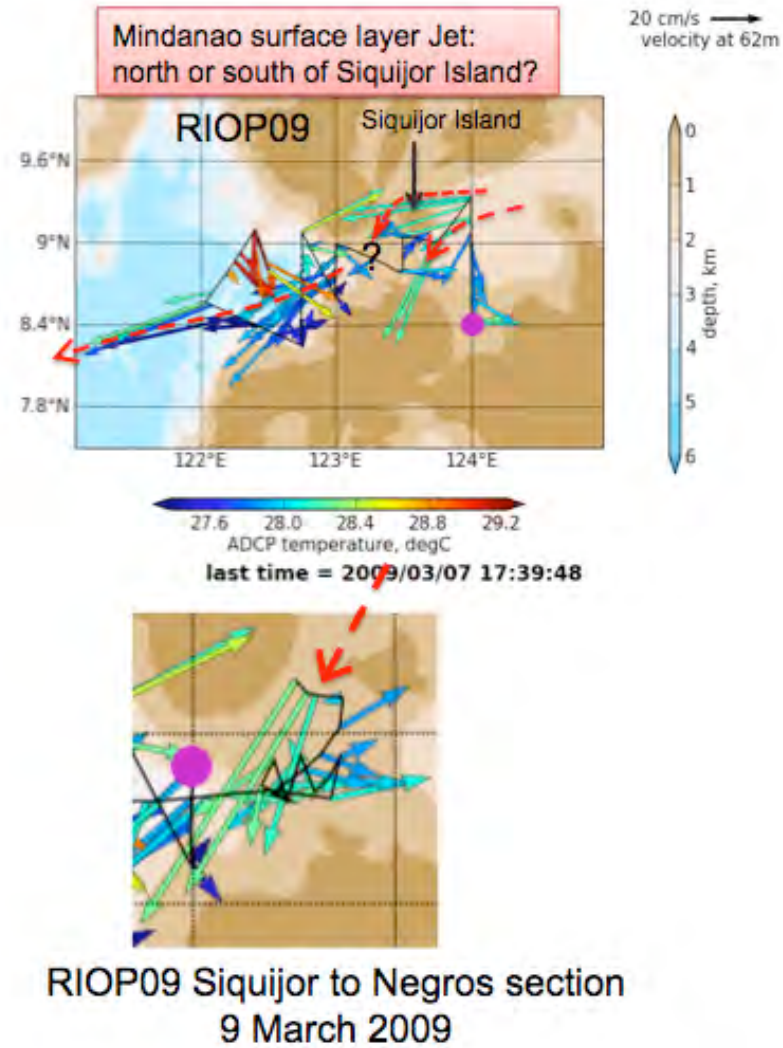 20 cm/s
velocity at 62m
Mindanao surface layer Jet:
north or south of Siquijor Island?
RIOP09
Siquijor Island
9.6°N
9°N
8.4°N
7.8°N
?
122°E
123°E
124°E
0
1
2
3
4
5
6
depth, km
27.6
28.0
28.4
28.8
29.2
ADCP temperature, degC
last time = 2009/03/07 17:39:48
RIOP09 Siquijor to Negros section
9 March 2009